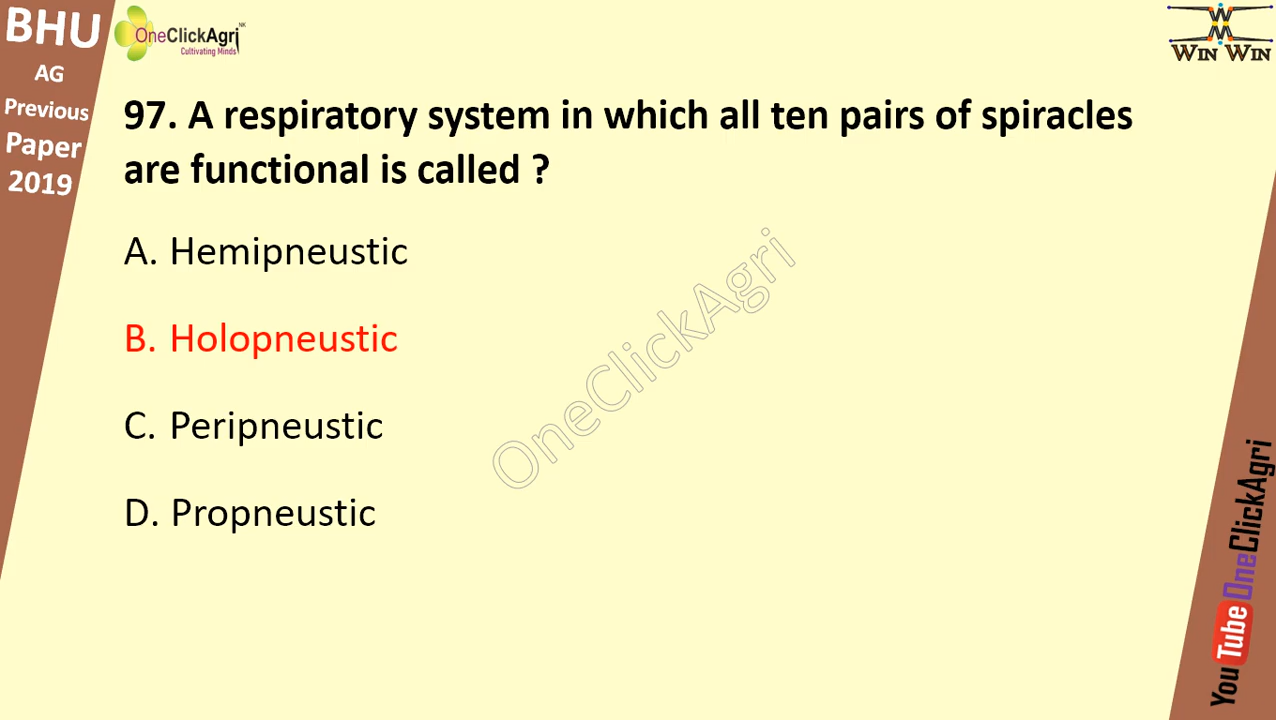 BHU
AG
Previous
Paper
2019
OneClickAgri NK
Cultivating Minds
WIN WIN
97. A respiratory system in which all ten pairs of spiracles
are functional is called ?
A. Hemipneustic
B. Holopneustic
C. Peripneustic
D. Propneustic
OneClickAgri
YouTube OneClickAgri